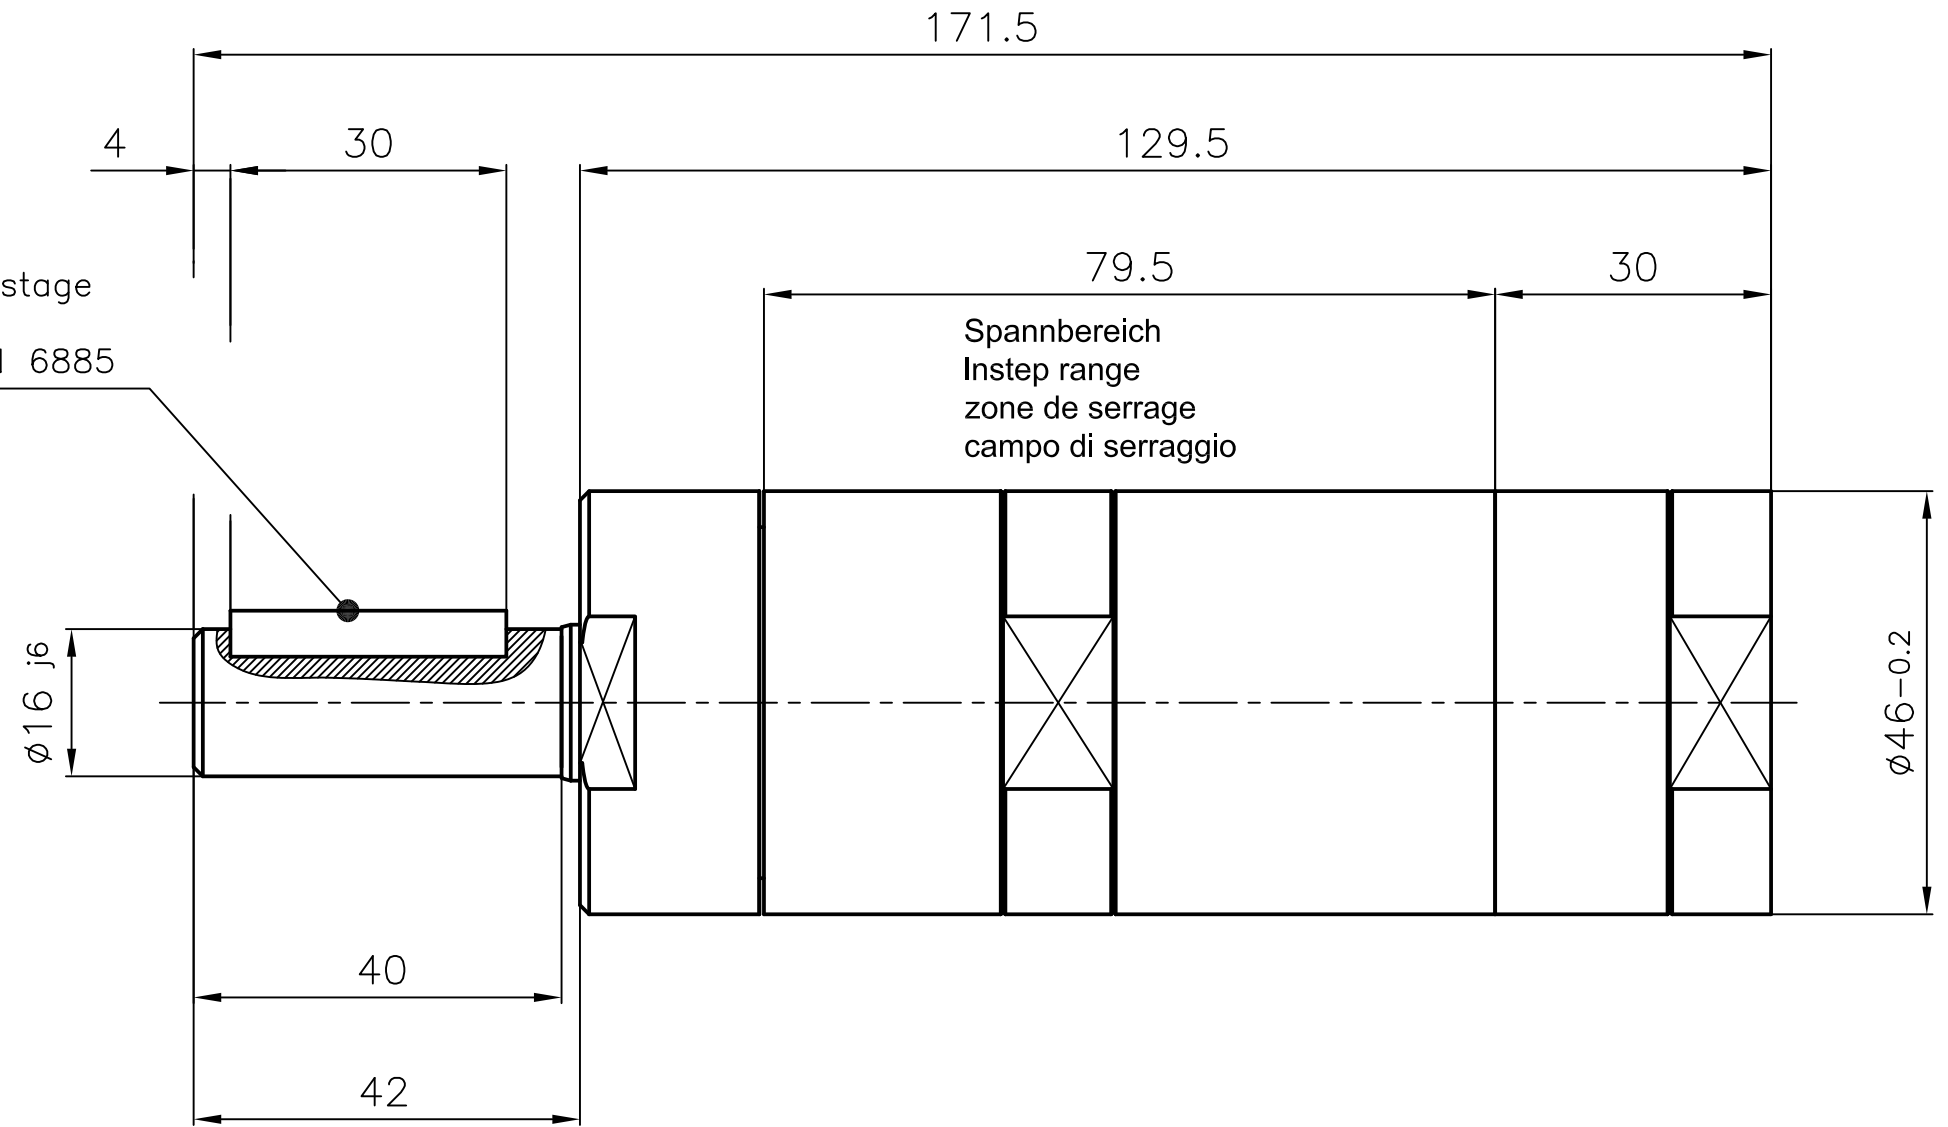 171.5
4
30
129.5
79.5
30
stage
6885
Spannbereich
Instep range
zone de serrage
campo di serraggio
ø16 j6
ø46-0.2
40
42